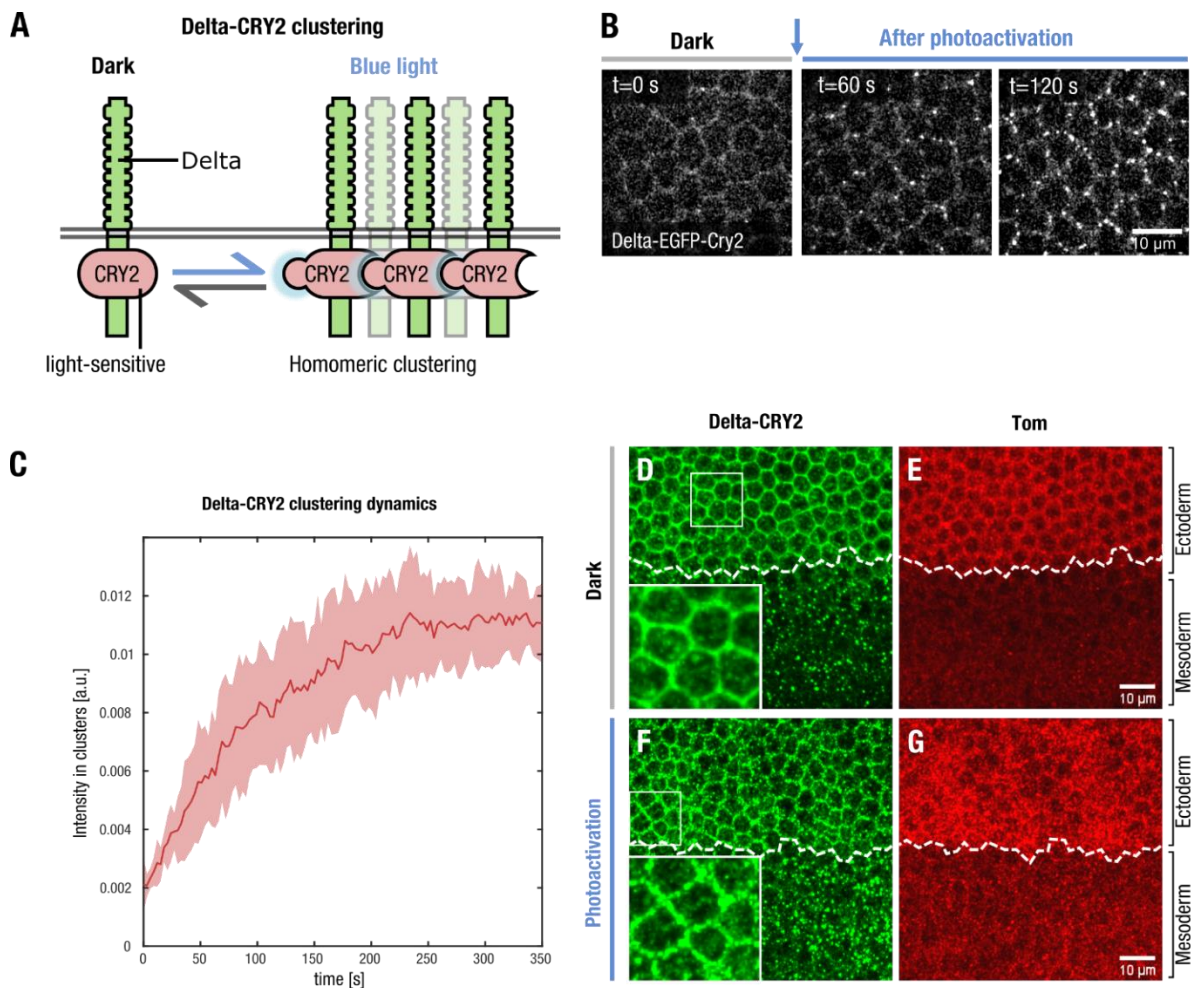 A
Delta-CRY2 clustering
Dark
Blue light
Delta
CRY2
CRY2
CRY2
CRY2
light-sensitive
Homomeric clustering
B
Dark
After photoactivation
t=0 s
t=60 s
t=120 s
Delta-EGFP-Cry2
10 µm
C
Delta-CRY2 clustering dynamics
Intensity in clusters [a.u.]
0.012
0.01
0.008
0.006
0.004
0.002
0
0 50 100 150 200 250 300 350
time [s]
Delta-CRY2
Tom
Dark
D
E
Ectoderm
Mesoderm
10 µm
Photoactivation
F
G
Ectoderm
Mesoderm
10 µm